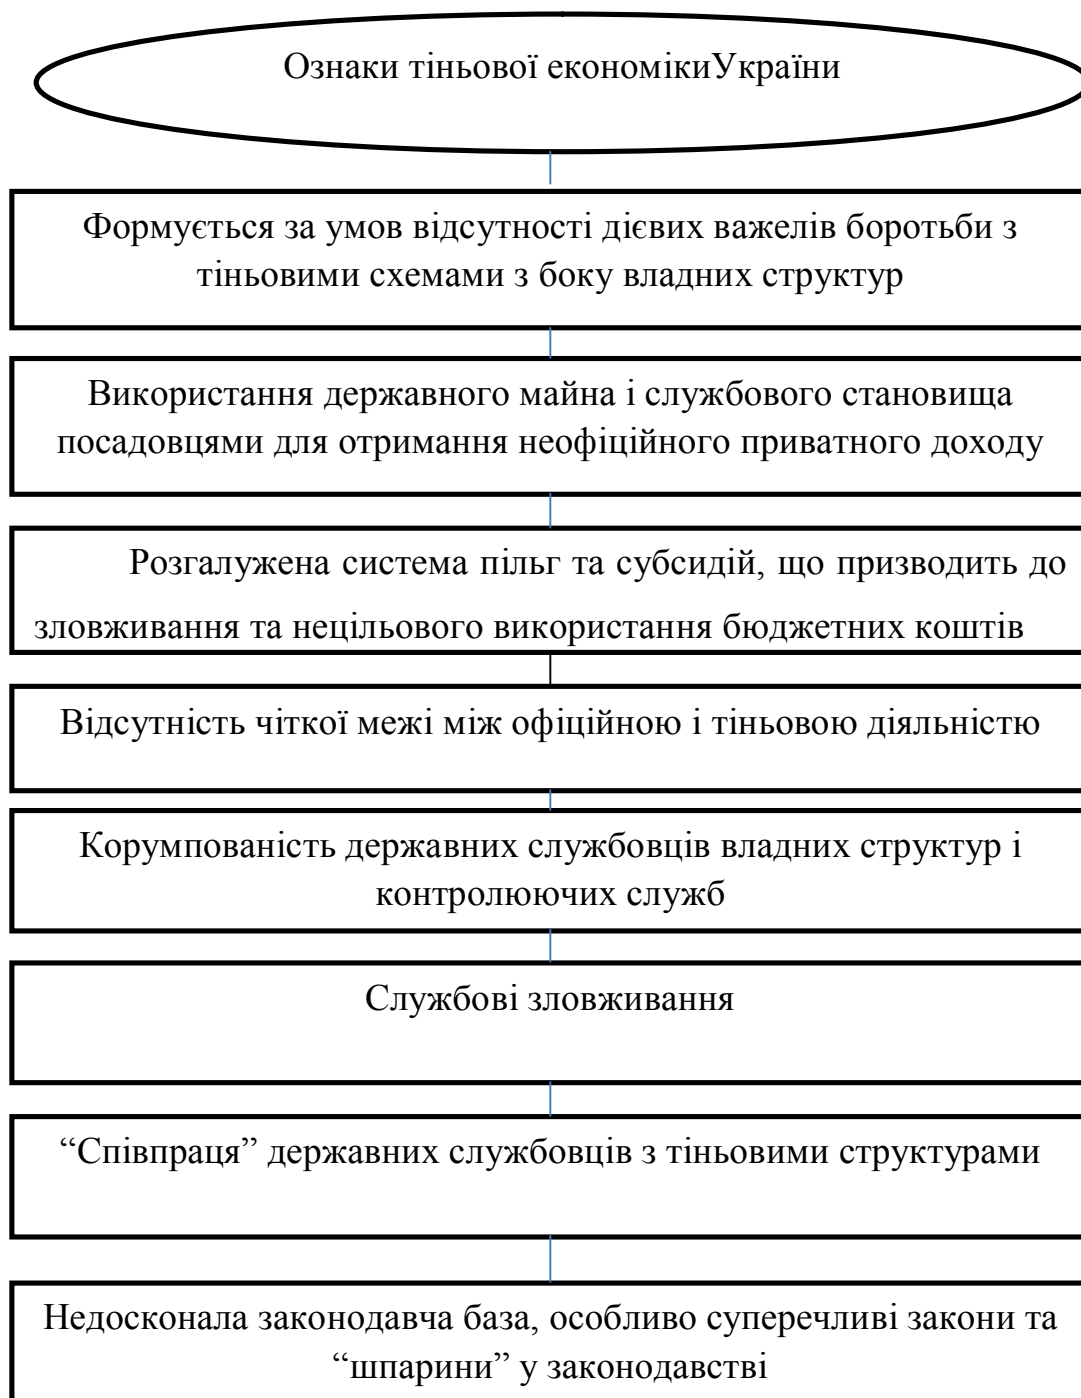 Ознаки тіньової економікиУкраїни
Формується за умов відсутності дієвих важелів боротьби з
тіньовими схемами з боку владних структур
Використання державного майна і службового становища
посадовцями для отримання неофіційного приватного доходу
Розгалужена система пільг та субсидій, що призводить до
зловживання та нецільового використання бюджетних коштів
Відсутність чіткої межі між офіційною і тіньовою діяльністю
Корумпованість державних службовців владних структур і
контролюючих служб
Службові зловживання
“Співпраця” державних службовців з тіньовими структурами
Недосконала законодавча база, особливо суперечливі закони та
“шпарини” у законодавстві